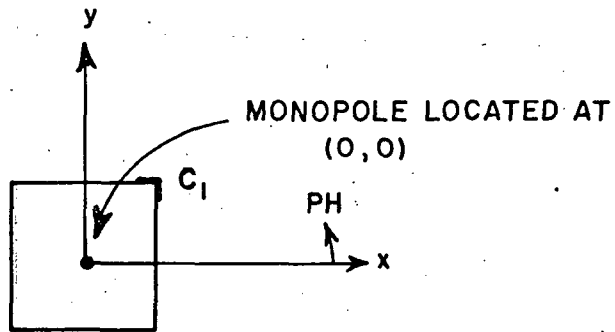 y
MONOPOLE LOCATED AT
(0,0)
C1
PH
x